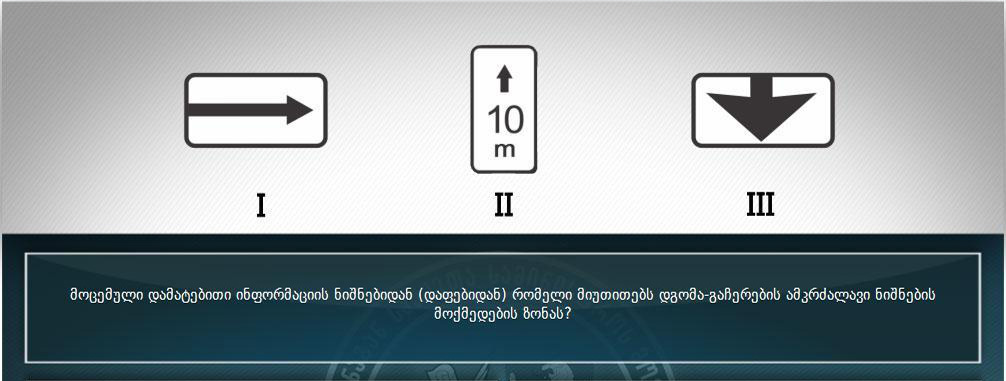 10
m
I II III
მოცემული დამატებითი ინფორმაციის ნიშნებიდან (დაფებიდან) რომელი მიუთითებს დგომა-გაჩერების ამკრძალავი ნიშნების
მოქმედების ზონას?